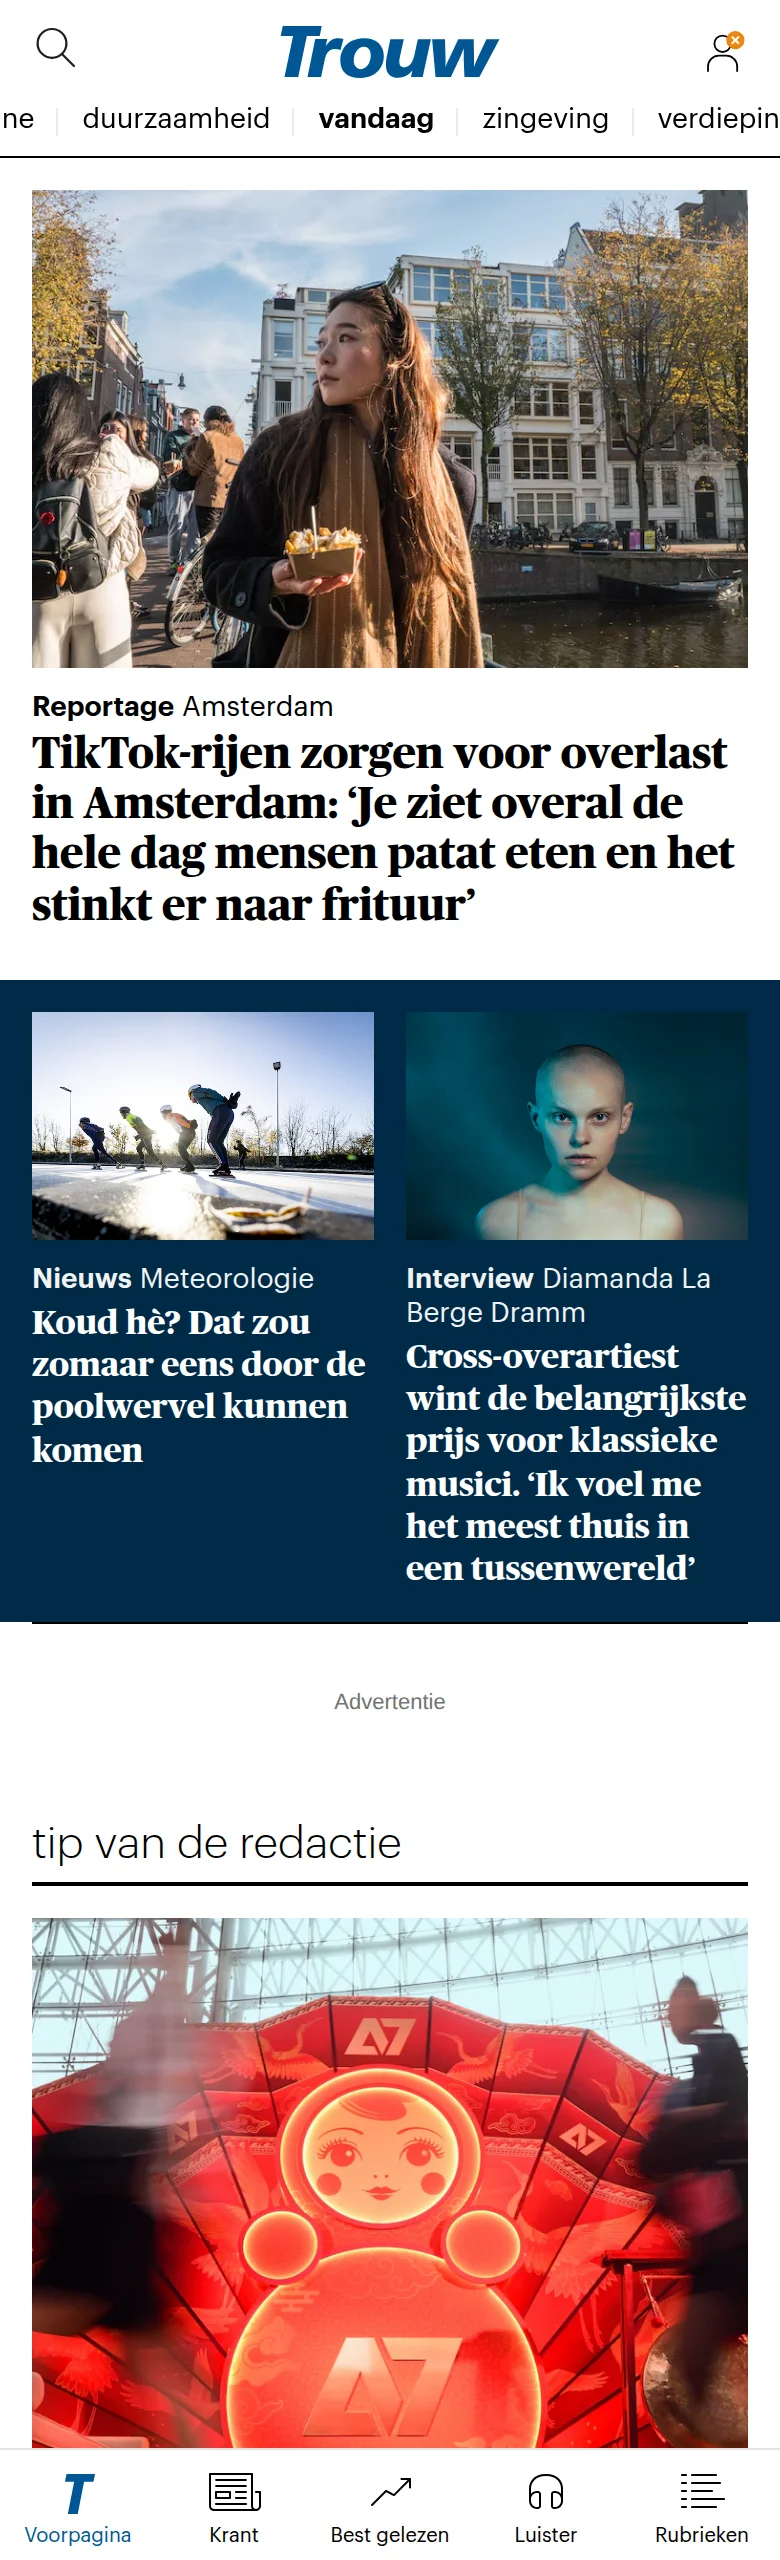 Trouw
ne
duurzaamheid
vandaag
zingeving
verdiepin
Reportage Amsterdam
TikTok-rijen zorgen voor overlast
in Amsterdam: ‘Je ziet overal de
hele dag mensen patat eten en het
stinkt er naar frituur’
Nieuws Meteorologie
Koud hè? Dat zou
zomaar eens door de
poolwervel kunnen
komen
Interview Diamanda La
Berge Dramm
Cross-overartiest
wint de belangrijkste
prijs voor klassieke
musici. ‘Ik voel me
het meest thuis in
een tussenwereld’
Advertentie
tip van de redactie
A7
A7
A7
A7
T
Voorpagina
Krant
Best gelezen
Luister
Rubrieken